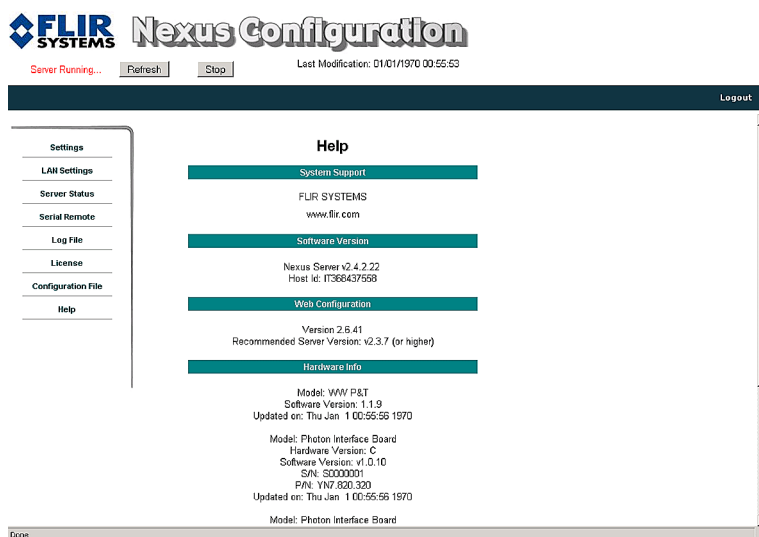 FLIR
SYSTEMS
Nexus Configuration
Server Running...
Refresh
Stop
Last Modification: 01/01/1970 00:55:53
Logout
Settings
LAN Settings
Server Status
Serial Remote
Log File
License
Configuration File
Help
Help
System Support
FLIR SYSTEMS
www.flir.com
Software Version
Nexus Server v2.4.2.22
Host Id: IT368437558
Web Configuration
Version 2.6.41
Recommended Server Version: v2.3.7 (or higher)
Hardware Info
Model: WW P&T
Software Version: 1.1.9
Updated on: Thu Jan 1 00:55:56 1970
Model: Photon Interface Board
Hardware Version: C
Software Version: v1.0.10
S/N: S0000001
P/N: YN7.820.320
Updated on: Thu Jan 1 00:55:56 1970
Model: Photon Interface Board
Done